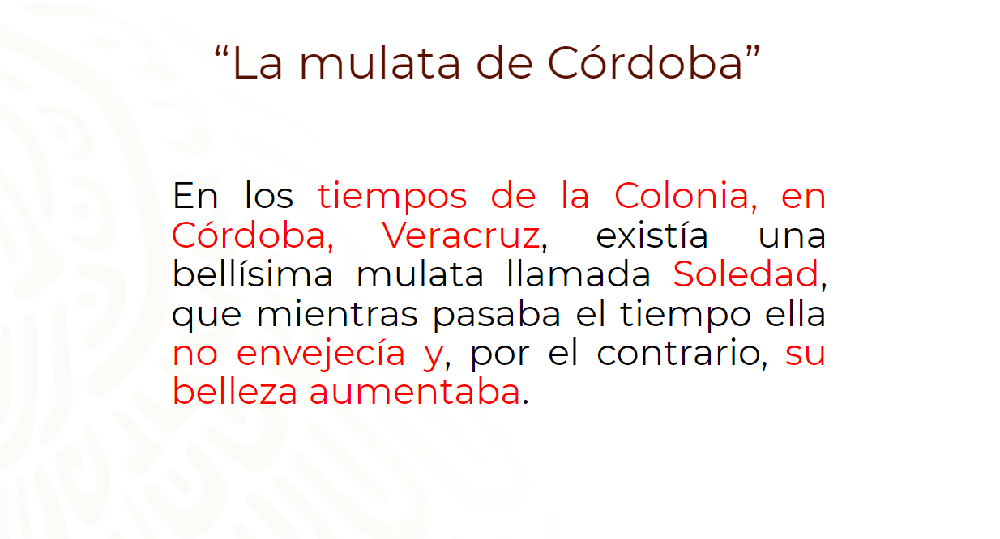 “La mulata de Córdoba”
En los tiempos de la Colonia, en
Córdoba, Veracruz, existía una
bellísima mulata llamada Soledad,
que mientras pasaba el tiempo ella
no envejecía y, por el contrario, su
belleza aumentaba.